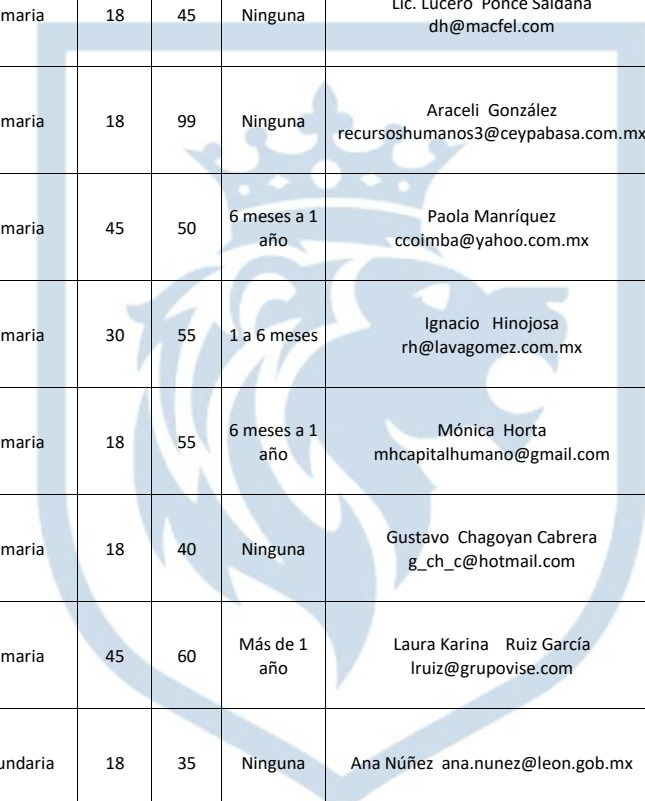 maria 18 45 Ninguna Lic. Lucero Ponce Saldaña
dh@macfel.com
maria 18 99 Ninguna Araceli González
recursoshumanos3@ceypabasa.com.mx
maria 45 50 6 meses a 1 año Paola Manríquez
ccoimba@yahoo.com.mx
maria 30 55 1 a 6 meses Ignacio Hinojosa
rh@lavagomez.com.mx
maria 18 55 6 meses a 1 año Mónica Horta
mhcapitalhumano@gmail.com
maria 18 40 Ninguna Gustavo Chagoyan Cabrera
g_ch_c@hotmail.com
maria 45 60 Más de 1 año Laura Karina Ruiz García
lruiz@grupovise.com
undaria 18 35 Ninguna Ana Núñez ana.nunez@leon.gob.mx